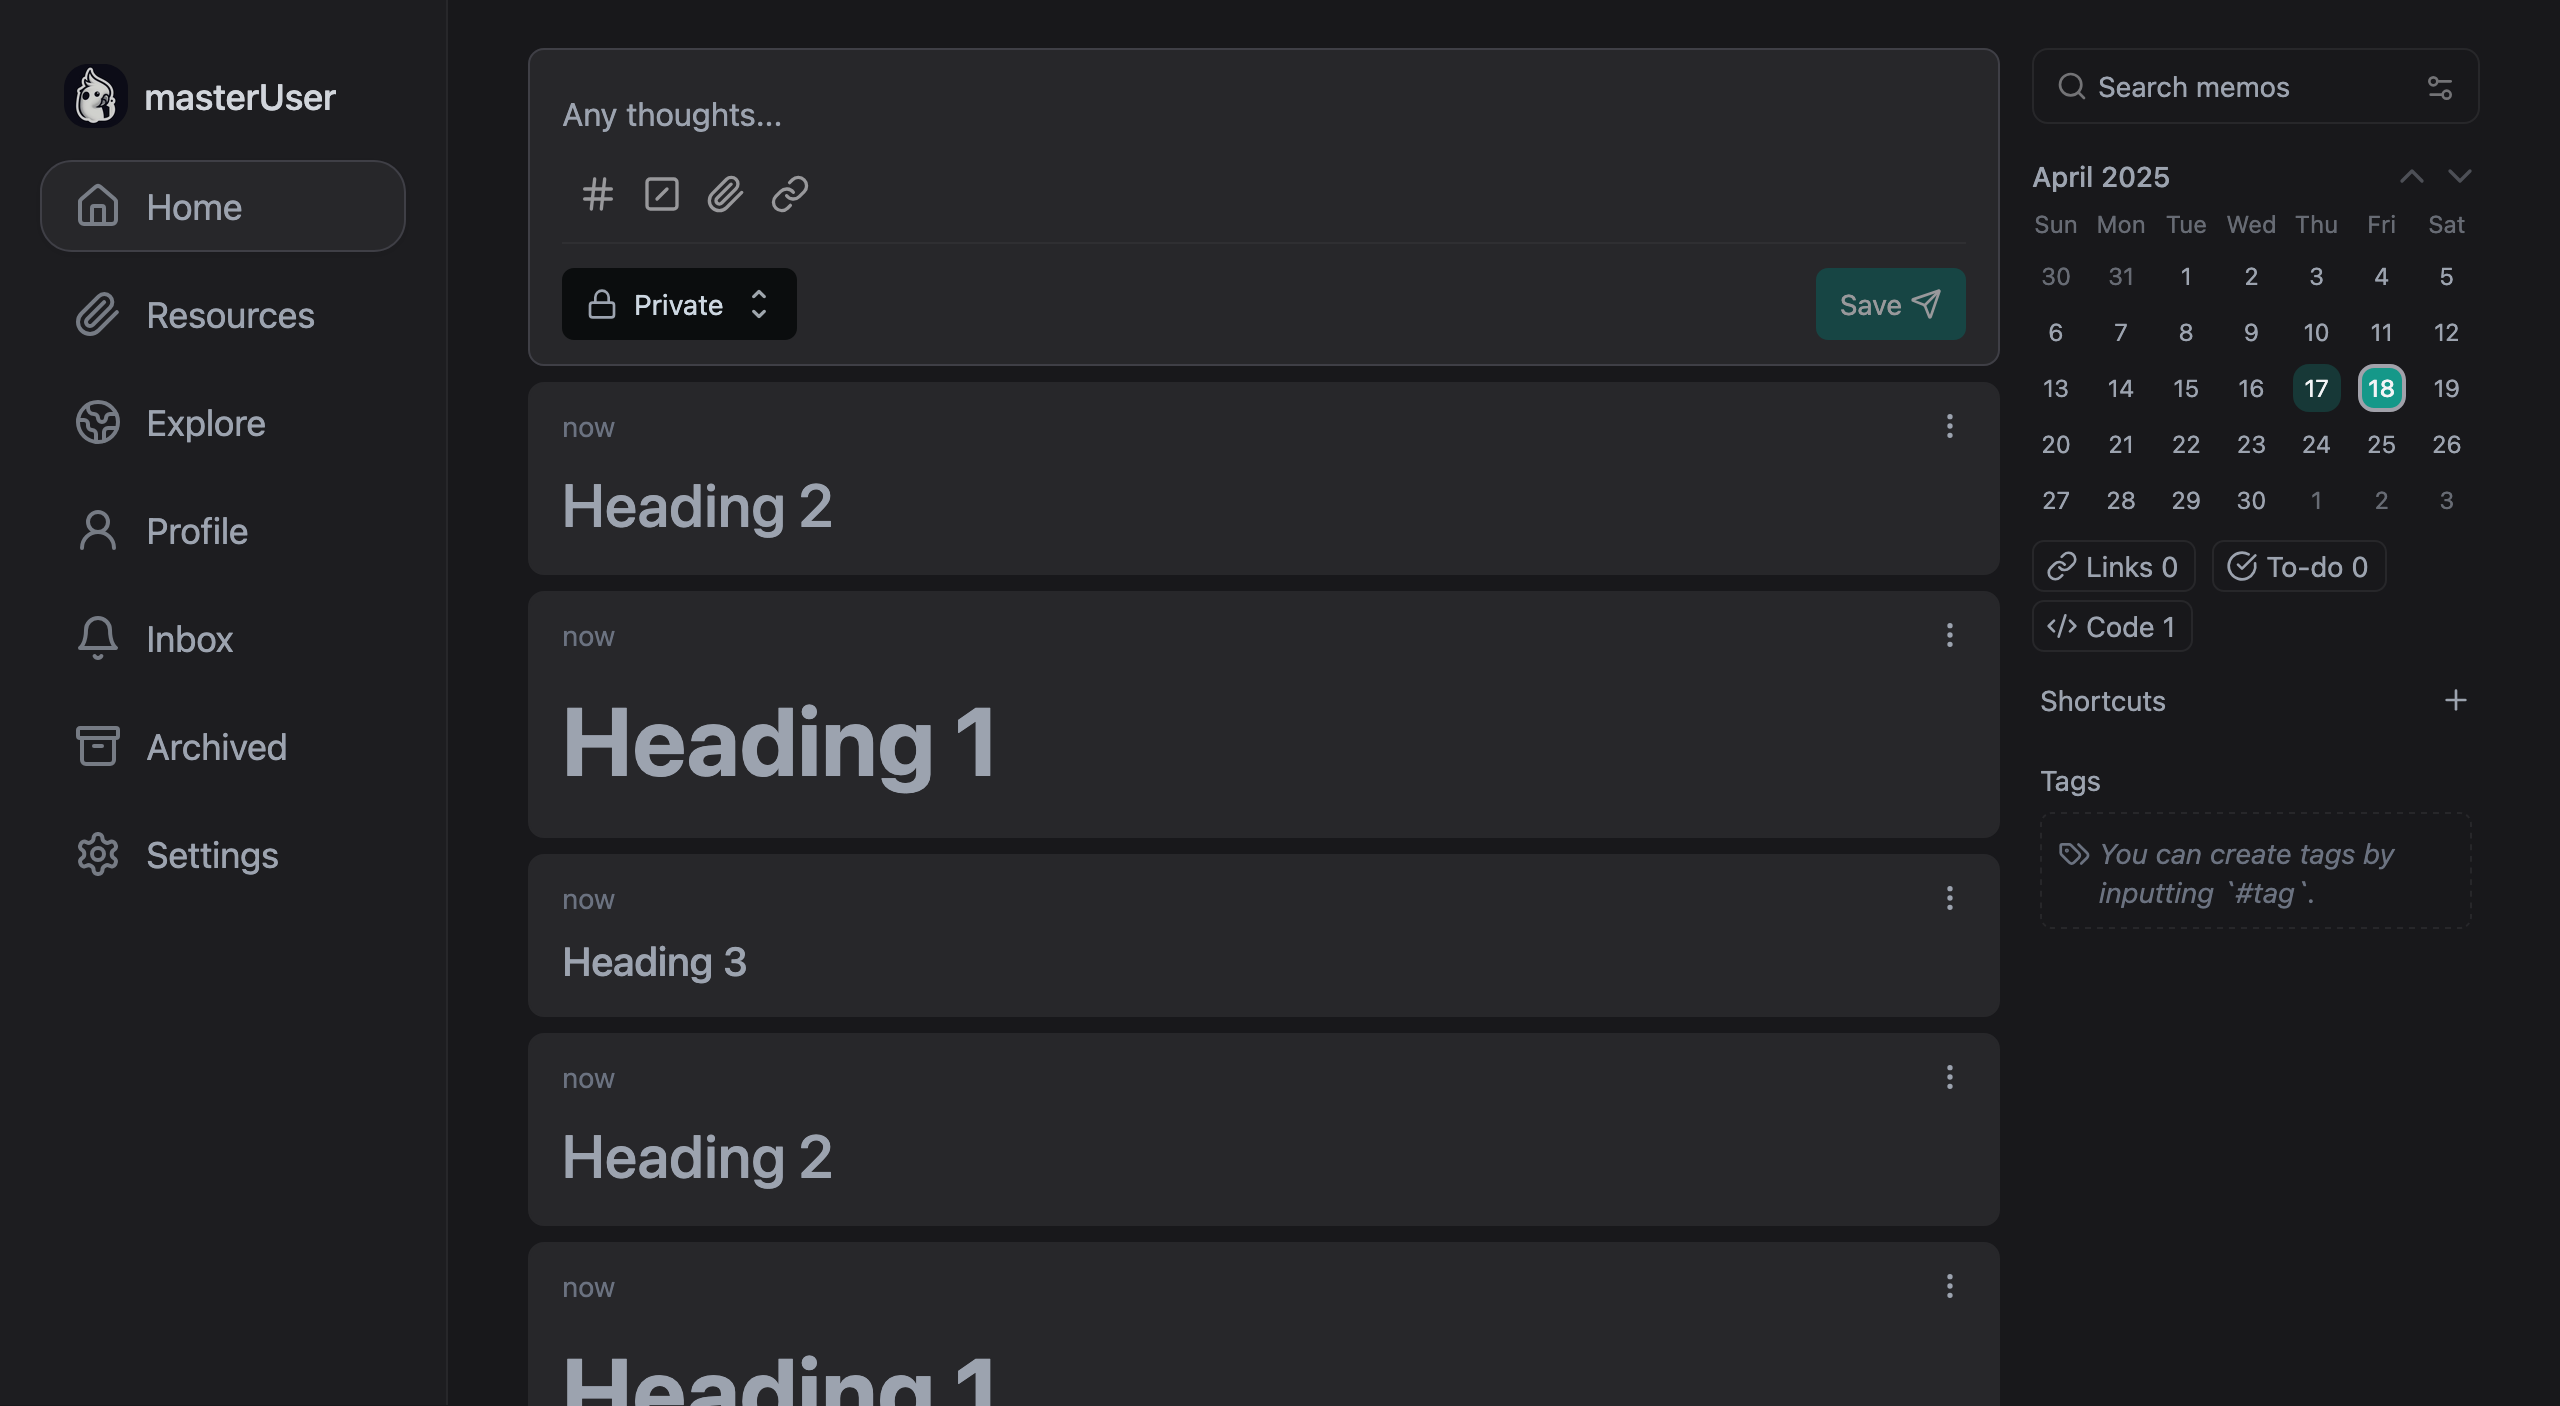 masterUser
Home
Resources
Explore
Profile
Inbox
Archived
Settings
Any thoughts...
Private
Save
now
Heading 2
now
Heading 1
now
Heading 3
now
Heading 2
now
Heading 1
Search memos
April 2025
Sun Mon Tue Wed Thu Fri Sat
30 31 1 2 3 4 5
6 7 8 9 10 11 12
13 14 15 16 17 18 19
20 21 22 23 24 25 26
27 28 29 30 1 2 3
Links 0 To-do 0
Code 1
Shortcuts
Tags
You can create tags by
inputting `#tag`.